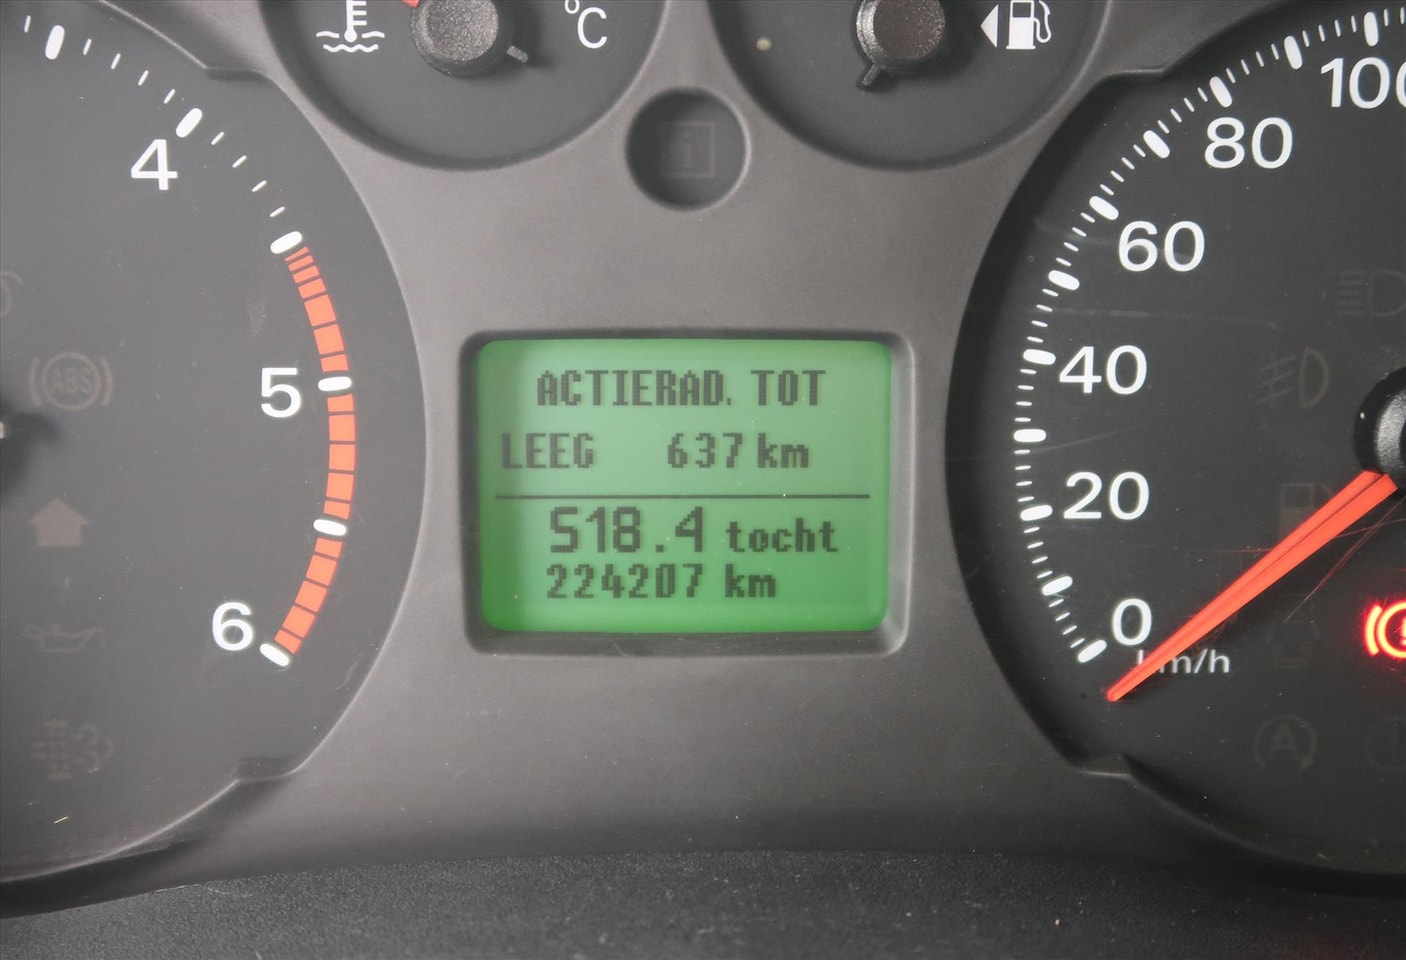 °C
4
5
6
ABS
ACTIERAD. TOT
LEEG 637 km
518.4 tocht
224207 km
100
80
60
40
20
0
km/h
A